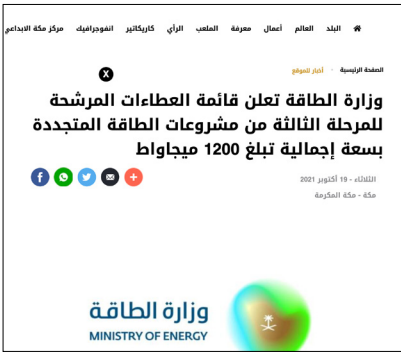 البلد العالم أعمال معرفة الملعب الرأي كاريكاتير انفوجرافيك مركز مكة الابداعي
X
الصفحة الرئيسية - أخبار للموقع
وزارة الطاقة تعلن قائمة العطاءات المرشحة
للمرحلة الثالثة من مشروعات الطاقة المتجددة
بسعة إجمالية تبلغ 1200 ميجاواط
الثلاثاء - 19 أكتوبر 2021
مكة - مكة المكرمة
وزارة الطاقة
MINISTRY OF ENERGY